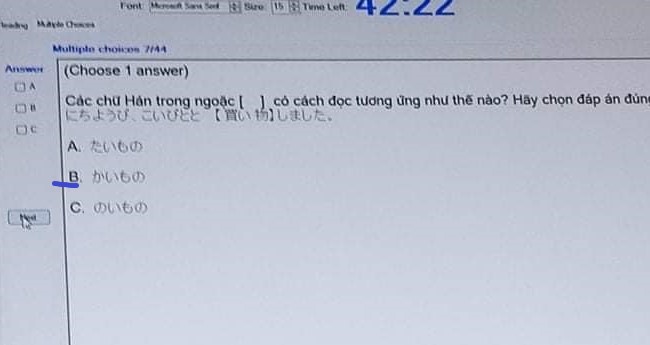 Font: Microsoft Sans Serif Size: 15 Time Left: 42:22
Reading Multiple Choices
Multiple choices 7/44
Answer
(Choose 1 answer)
A
B
C
Các chữ Hán trong ngoặc [ ] có cách đọc tương ứng như thế nào? Hãy chọn đáp án đúng
にちようび、こいびとと 【買い物】しました。
A. たいもの
B. かいもの
C. のいもの
Next